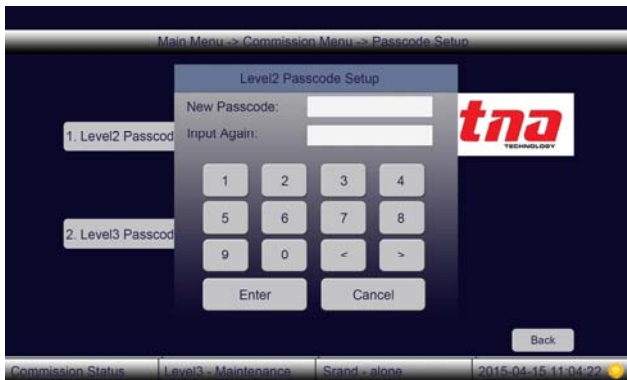 Main Menu -> Commission Menu -> Passcode Setup
Level2 Passcode Setup
New Passcode:
Input Again:
1. Level2 Passcod
tna
TECHNOLOGY
1 2 3 4
5 6 7 8
2. Level3 Passcod
9 0 < >
Enter Cancel
Back
Commission Status Level3 - Maintenance Srand - alone 2015-04-15 11:04:22